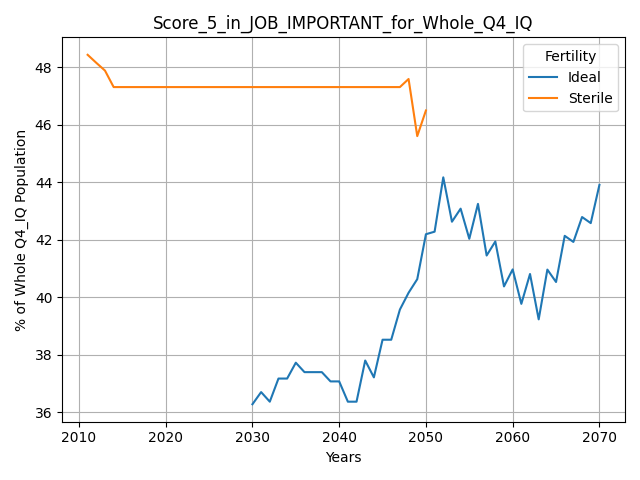 Score_5_in_JOB_IMPORTANT_for_Whole_Q4_IQ
Fertility
Ideal
Sterile
% of Whole Q4_IQ Population
48
46
44
42
40
38
36
2010
2020
2030
2040
2050
2060
2070
Years